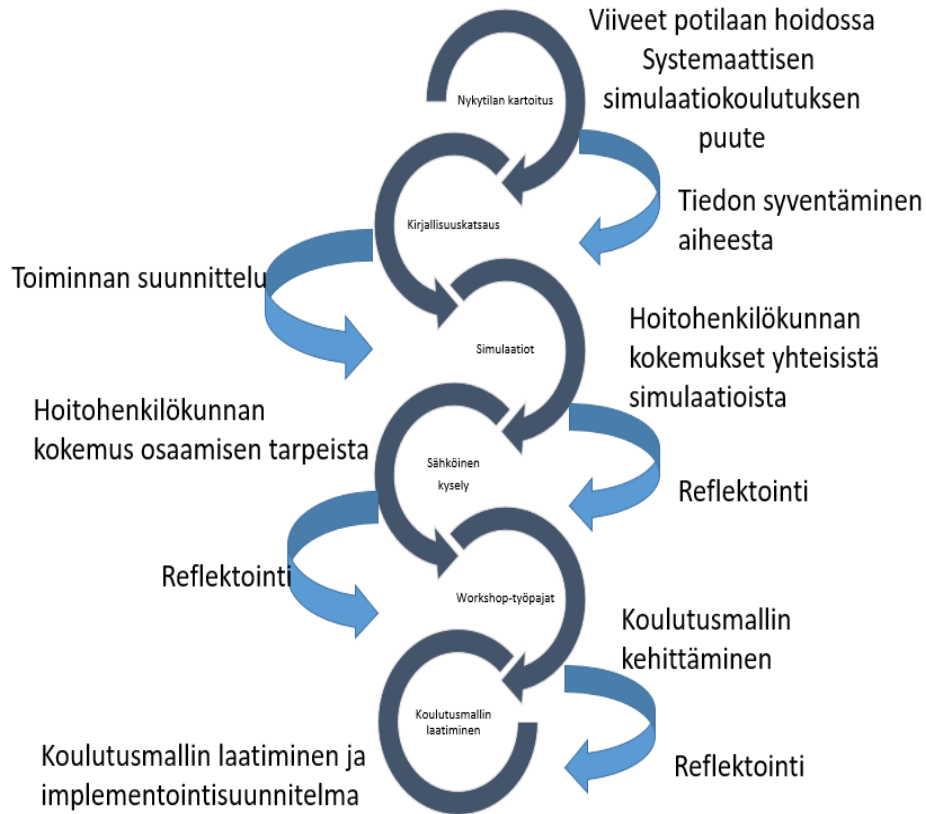 Viiveet potilaan hoidossa
Systemaattisen
simulaatiokoulutuksen
puute
Nykytilan kartoitus
Tiedon syventäminen
aiheesta
Kirjallisuuskatsaus
Toiminnan suunnittelu
Simulaatiot
Hoitohenkilökunnan
kokemukset yhteisistä
simulaatioista
Hoitohenkilökunnan
kokemus osaamisen tarpeista
Sähköinen
kysely
Reflektointi
Reflektointi
Workshop-työpajat
Koulutusmallin
kehittäminen
Koulutusmallin
laatiminen
Reflektointi
Koulutusmallin laatiminen ja
implementointisuunnitelma